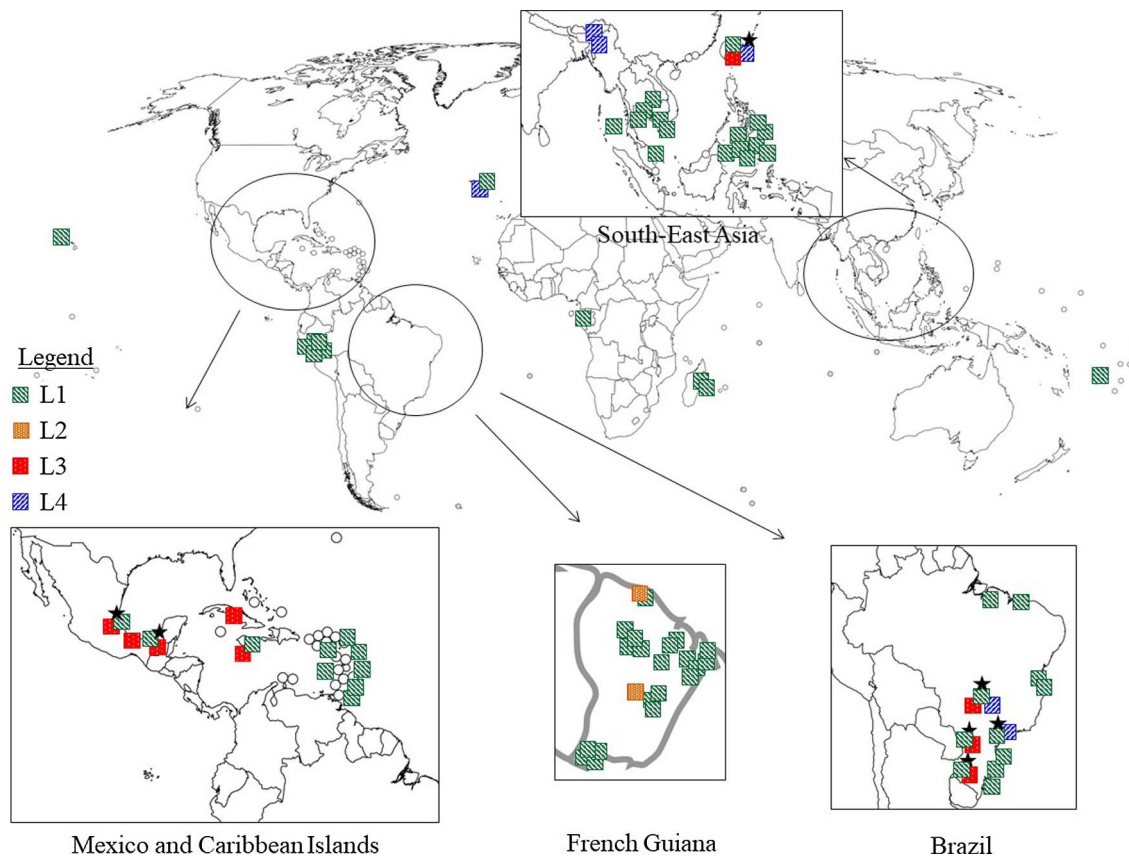 South-East Asia
Legend
L1
L2
L3
L4
Mexico and Caribbean Islands
French Guiana
Brazil